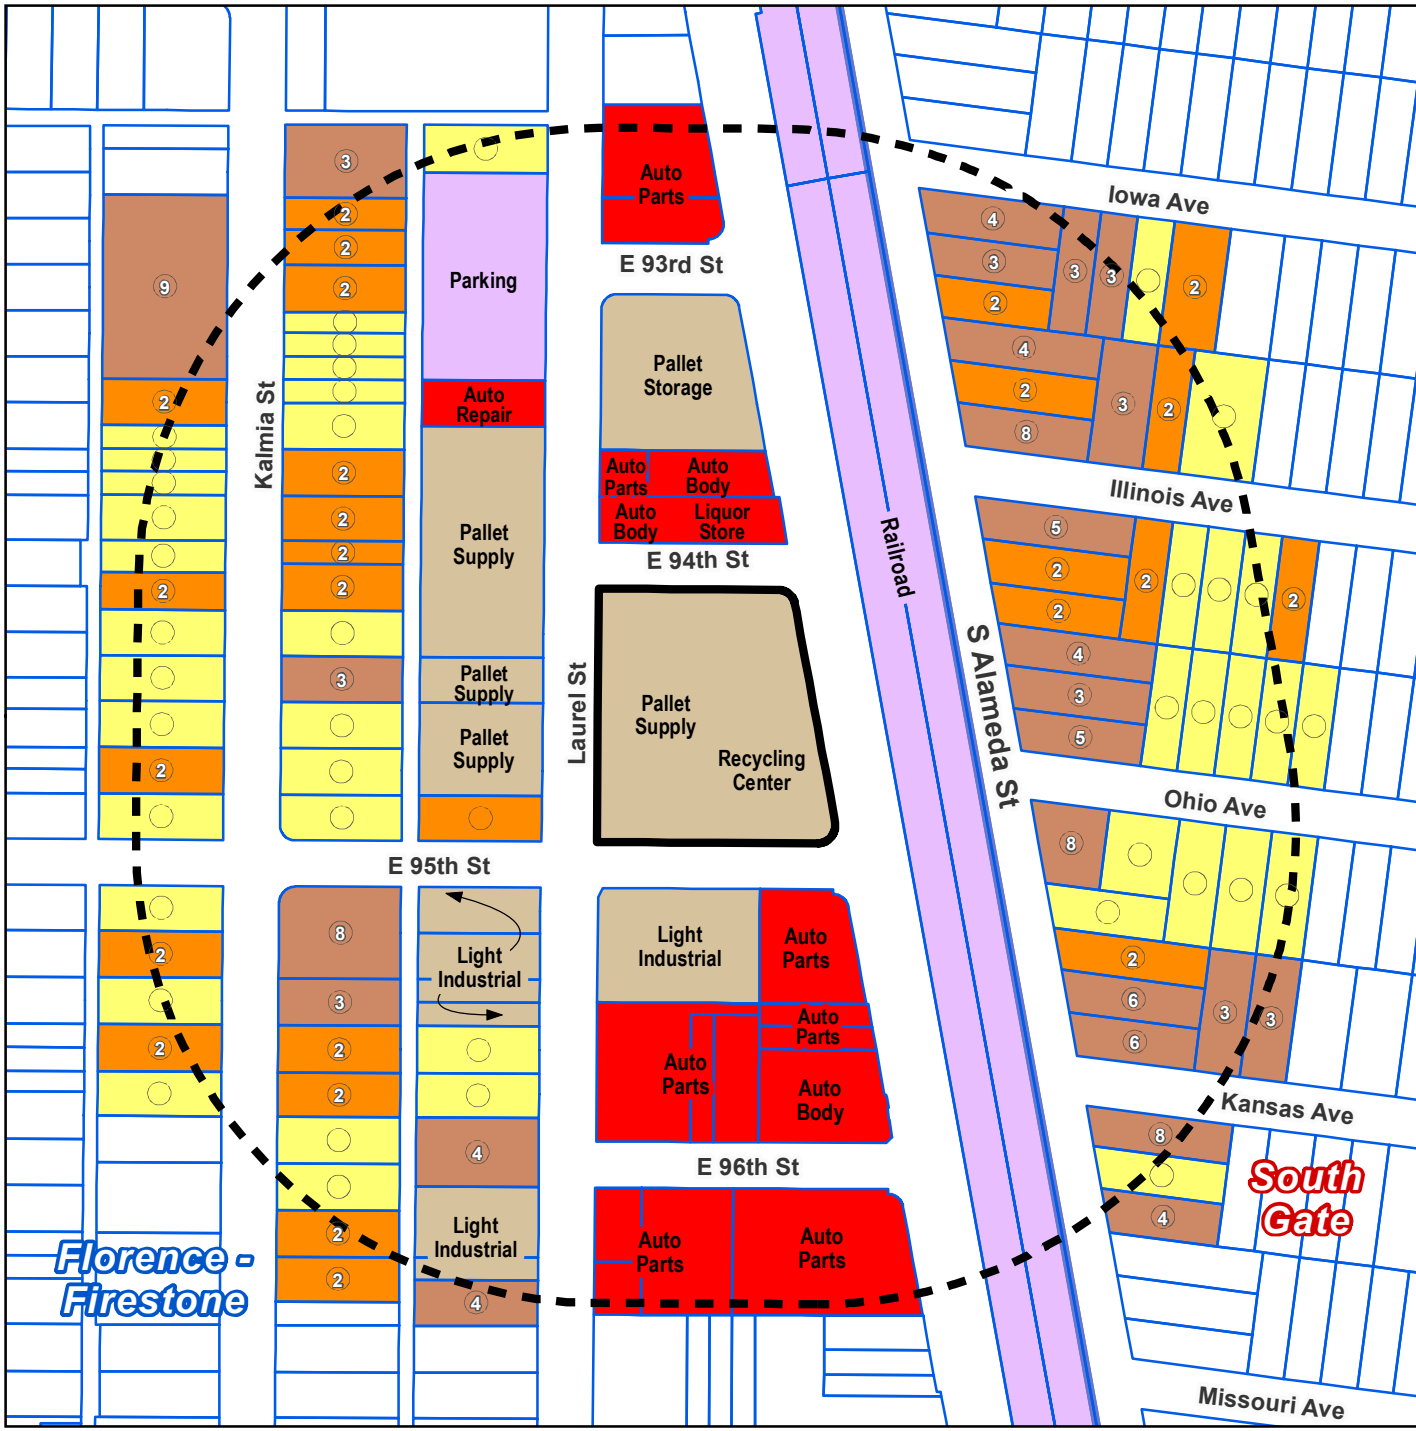 Iowa Ave
3
Auto
Parts
4
2
E 93rd St
3
3
3
2
2
Parking
9
2
2
4
Pallet
Storage
Auto
Repair
2
3
2
2
8
Kalmia St
Auto
Parts
Auto
Body
Auto
Body
Liquor
Store
Illinois Ave
2
2
5
Pallet
Supply
E 94th St
Railroad
2
2
2
2
2
2
2
4
3
Pallet
Supply
Laurel St
Pallet
Supply
S Alameda St
3
5
Pallet
Supply
2
Recycling
Center
Ohio Ave
8
E 95th St
8
Light
Industrial
Light
Industrial
Auto
Parts
2
2
3
6
3
3
Auto
Parts
6
2
2
Auto
Parts
2
Auto
Body
Kansas Ave
8
4
E 96th St
South
Gate
4
2
Light
Industrial
Auto
Parts
Auto
Parts
Florence -
Firestone
2
4
Missouri Ave